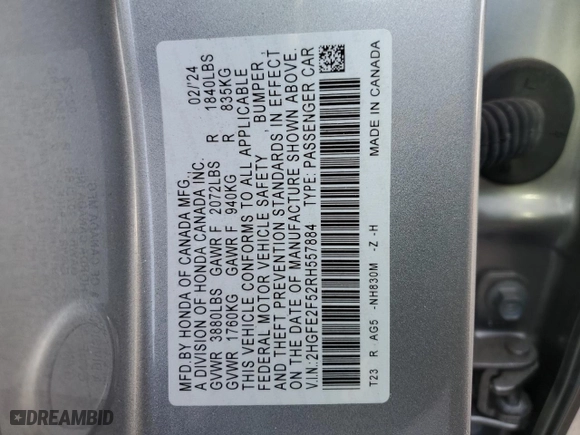 MFD.BY HONDA OF CANADA MFG., 02/'24
A DIVISION OF HONDA CANADA INC.
GVWR 3880LBS GAWR F 2072LBS R 1840LBS
GVWR 1760KG GAWR F 940KG R 835KG
THIS VEHICLE CONFORMS TO ALL APPLICABLE
FEDERAL MOTOR VEHICLE SAFETY, BUMPER,
AND THEFT PREVENTION STANDARDS IN EFFECT
ON THE DATE OF MANUFACTURE SHOWN ABOVE.
V.I.N.:2HGFE2F52RH557884 TYPE: PASSENGER CAR
T23 R AG5 -NH830M -Z -H MADE IN CANADA
DREAMBID